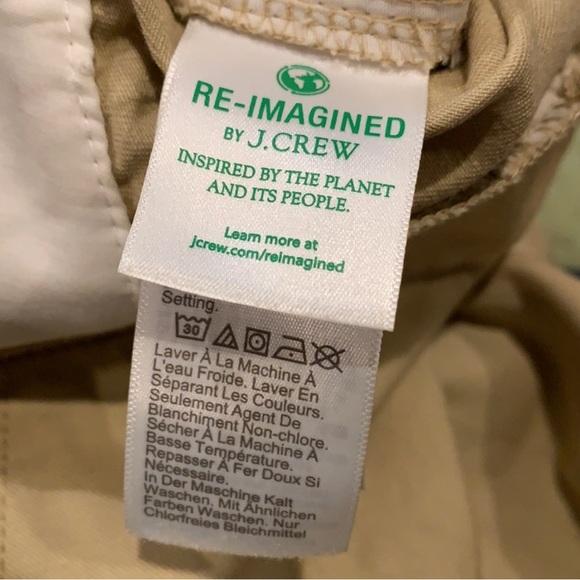 RE-IMAGINED
BY J.CREW
INSPIRED BY THE PLANET
AND ITS PEOPLE.
Learn more at
jcrew.com/reimagined
Setting.
30
Laver À La Machine À
L'eau Froide. Laver En
Séparant Les Couleurs.
Seulement Agent De
Blanchiment Non-chlore.
Sécher À La Machine À
Basse Température.
Repasser À Fer Doux Si
Nécessaire.
In Der Maschine Kalt
Waschen. Mit Ähnlichen
Farben Waschen. Nur
Chlorfreies Bleichmittel